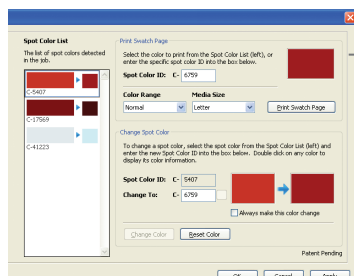 Spot Color List
The list of spot colors detected
in the job.
C-5407
C-17569
C-41223
Print Swatch Page
Select the color to print from the Spot Color List (left), or
enter the specific spot color ID into the box below.
Spot Color ID: C- 6759
Color Range Media Size
Normal Letter Print Swatch Page
Change Spot Color
To change a spot color, select the spot color from the Spot Color List (left) and
enter the new Spot Color ID into the box below. Double click on any color to
display its color information.
Spot Color ID: C- 5407
Change To: C- 6759
Always make this color change
Change Color Reset Color
Patent Pending
OK Cancel Apply